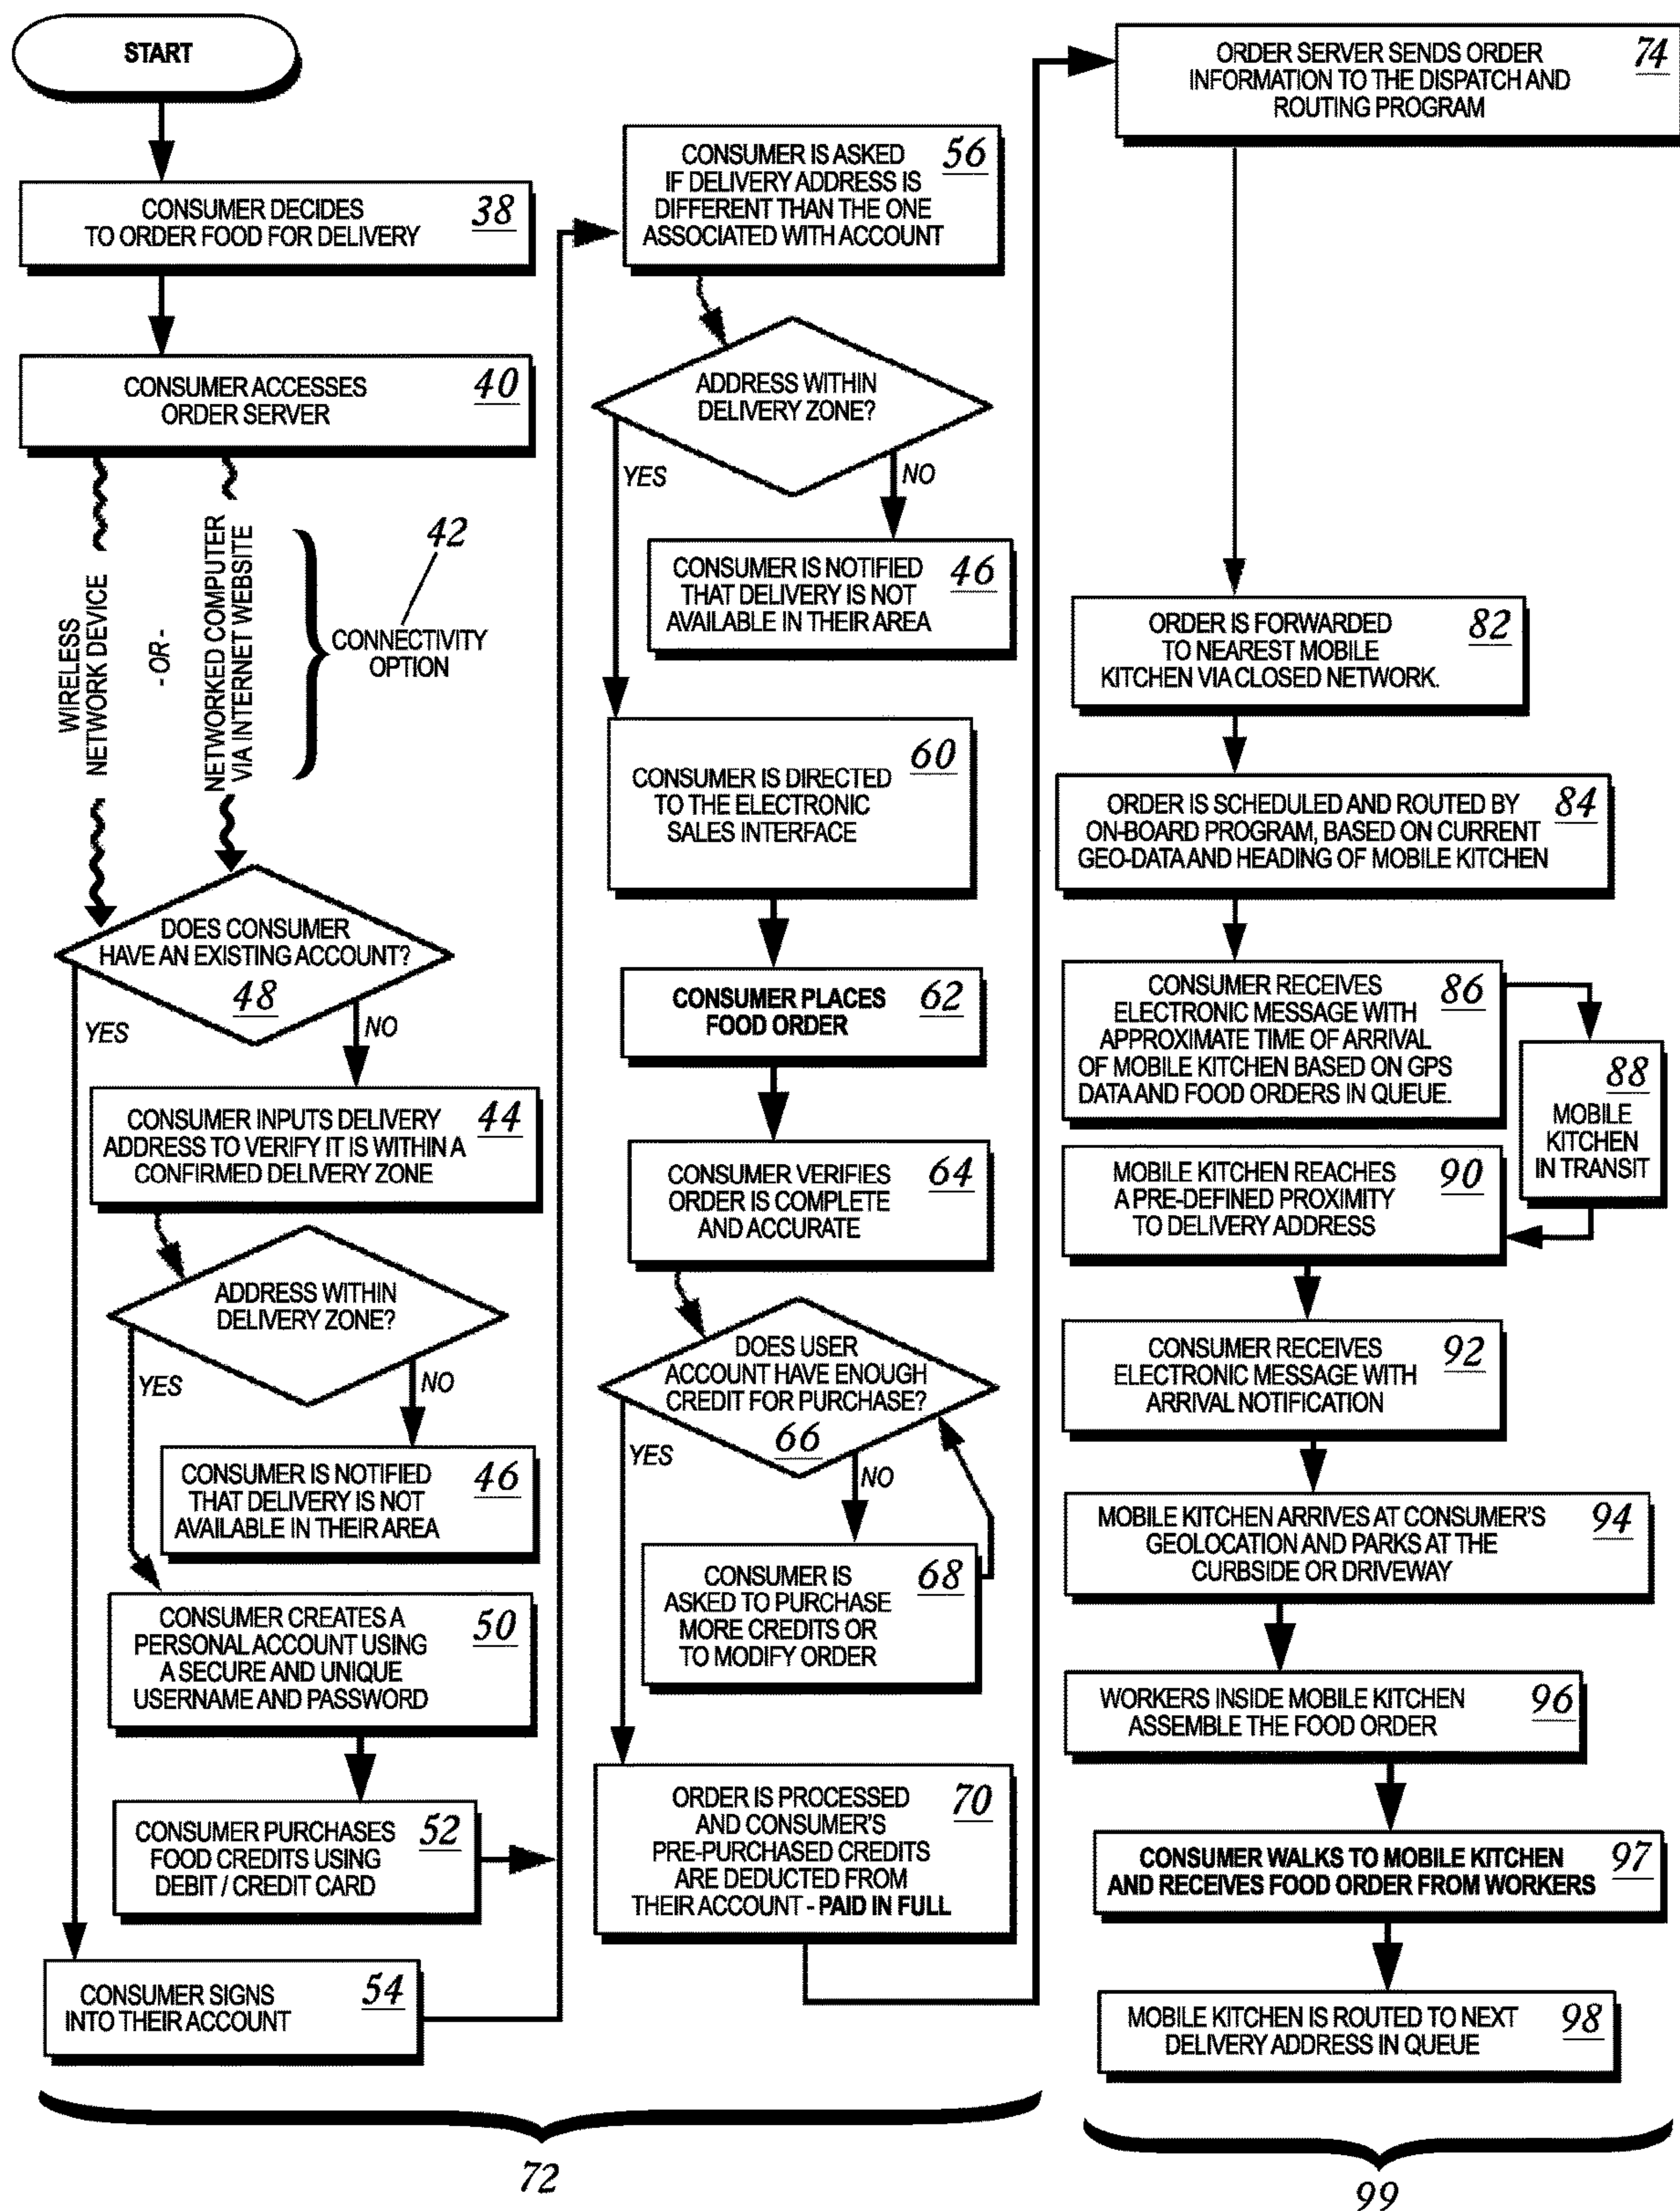 START
CONSUMER DECIDES
TO ORDER FOOD FOR DELIVERY
38
CONSUMER ACCESSES
ORDER SERVER
40
WIRELESS
NETWORK DEVICE
- OR -
NETWORKED COMPUTER
VIA INTERNET WEBSITE
42
CONNECTIVITY
OPTION
DOES CONSUMER
HAVE AN EXISTING ACCOUNT?
48
YES
NO
CONSUMER INPUTS DELIVERY
ADDRESS TO VERIFY IT IS WITHIN A
CONFIRMED DELIVERY ZONE
44
ADDRESS WITHIN
DELIVERY ZONE?
YES
NO
CONSUMER IS NOTIFIED
THAT DELIVERY IS NOT
AVAILABLE IN THEIR AREA
46
CONSUMER CREATES A
PERSONAL ACCOUNT USING
A SECURE AND UNIQUE
USERNAME AND PASSWORD
50
CONSUMER PURCHASES
FOOD CREDITS USING
DEBIT / CREDIT CARD
52
CONSUMER SIGNS
INTO THEIR ACCOUNT
54
CONSUMER IS ASKED
IF DELIVERY ADDRESS IS
DIFFERENT THAN THE ONE
ASSOCIATED WITH ACCOUNT
56
ADDRESS WITHIN
DELIVERY ZONE?
YES
NO
CONSUMER IS NOTIFIED
THAT DELIVERY IS NOT
AVAILABLE IN THEIR AREA
46
CONSUMER IS DIRECTED
TO THE ELECTRONIC
SALES INTERFACE
60
CONSUMER PLACES
FOOD ORDER
62
CONSUMER VERIFIES
ORDER IS COMPLETE
AND ACCURATE
64
DOES USER
ACCOUNT HAVE ENOUGH
CREDIT FOR PURCHASE?
66
YES
NO
CONSUMER IS
ASKED TO PURCHASE
MORE CREDITS OR
TO MODIFY ORDER
68
ORDER IS PROCESSED
AND CONSUMER'S
PRE-PURCHASED CREDITS
ARE DEDUCTED FROM
THEIR ACCOUNT - PAID IN FULL
70
72
ORDER SERVER SENDS ORDER
INFORMATION TO THE DISPATCH AND
ROUTING PROGRAM
74
ORDER IS FORWARDED
TO NEAREST MOBILE
KITCHEN VIA CLOSED NETWORK.
82
ORDER IS SCHEDULED AND ROUTED BY
ON-BOARD PROGRAM, BASED ON CURRENT
GEO-DATA AND HEADING OF MOBILE KITCHEN
84
CONSUMER RECEIVES
ELECTRONIC MESSAGE WITH
APPROXIMATE TIME OF ARRIVAL
OF MOBILE KITCHEN BASED ON GPS
DATA AND FOOD ORDERS IN QUEUE.
86
88
MOBILE
KITCHEN
IN TRANSIT
MOBILE KITCHEN REACHES
A PRE-DEFINED PROXIMITY
TO DELIVERY ADDRESS
90
CONSUMER RECEIVES
ELECTRONIC MESSAGE WITH
ARRIVAL NOTIFICATION
92
MOBILE KITCHEN ARRIVES AT CONSUMER'S
GEOLOCATION AND PARKS AT THE
CURBSIDE OR DRIVEWAY
94
WORKERS INSIDE MOBILE KITCHEN
ASSEMBLE THE FOOD ORDER
96
CONSUMER WALKS TO MOBILE KITCHEN
AND RECEIVES FOOD ORDER FROM WORKERS
97
MOBILE KITCHEN IS ROUTED TO NEXT
DELIVERY ADDRESS IN QUEUE
98
99